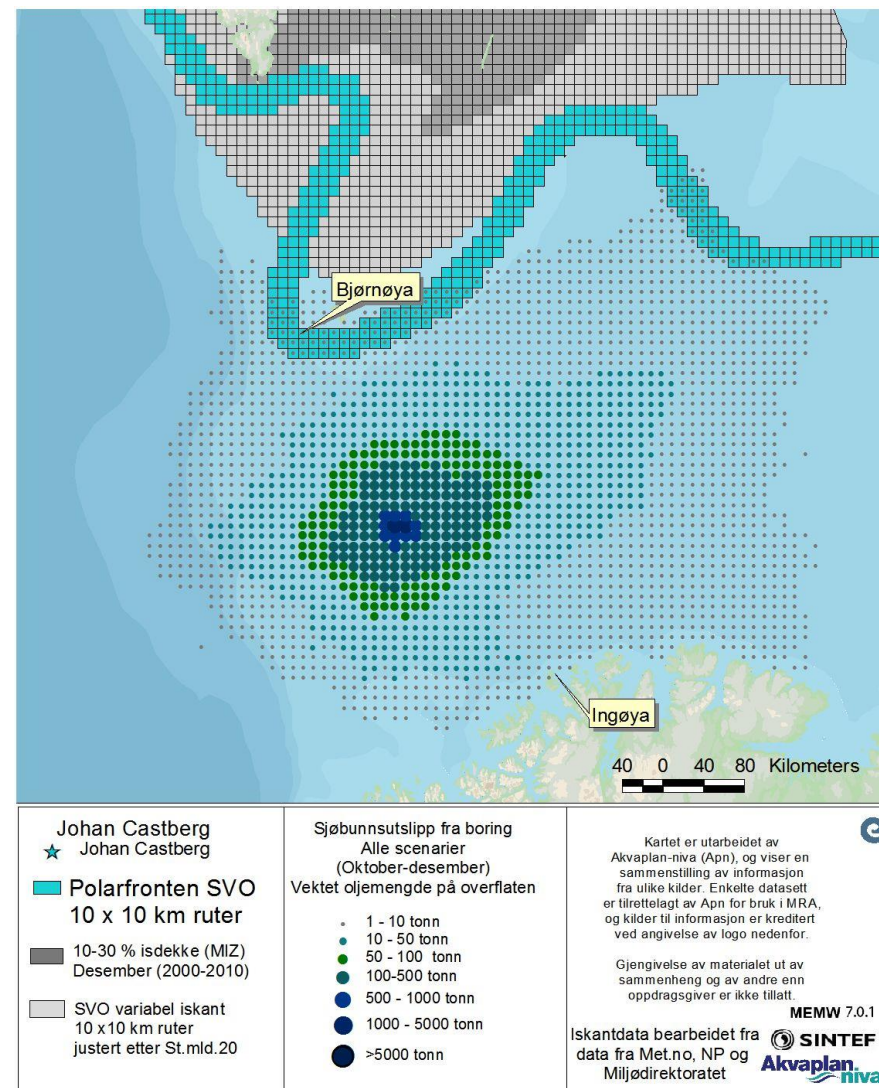 Bjørnøya
Ingøya
40 0 40 80 Kilometers
Johan Castberg
Johan Castberg
Polarfronten SVO
10 x 10 km ruter
10-30 % isdekke (MIZ)
Desember (2000-2010)
SVO variabel iskant
10 x10 km ruter
justert etter St.mld.20
Sjøbunnsutslipp fra boring
Alle scenarier
(Oktober-desember)
Vektet oljemengde på overflaten
1 - 10 tonn
10 - 50 tonn
50 - 100 tonn
100-500 tonn
500 - 1000 tonn
1000 - 5000 tonn
>5000 tonn
Kartet er utarbeidet av
Akvaplan-niva (Apn), og viser en
sammenstilling av informasjon
fra ulike kilder. Enkelte datasett
er tilrettelagt av Apn for bruk i MRA,
og kilder til informasjon er kreditert
ved angivelse av logo nedenfor.
Gjengivelse av materialet ut av
sammenheng og av andre enn
oppdragsgiver er ikke tillatt.
MEMW 7.0.1
Iskantdata bearbeidet fra
data fra Met.no, NP og
Miljødirektoratet
SINTEF
Akvaplan
niva